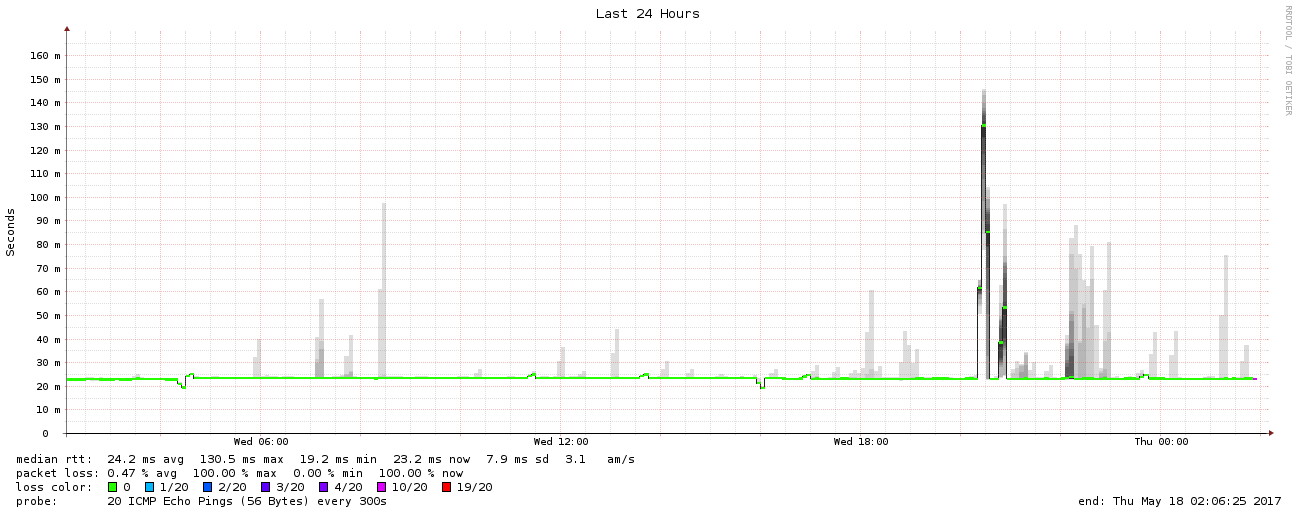 Last 24 Hours
RRDTOOL / TOBI OETIKER
Seconds
160 m
150 m
140 m
130 m
120 m
110 m
100 m
90 m
80 m
70 m
60 m
50 m
40 m
30 m
20 m
10 m
0
Wed 06:00 Wed 12:00 Wed 18:00 Thu 00:00
median rtt: 24.2 ms avg 130.5 ms max 19.2 ms min 23.2 ms now 7.9 ms sd 3.1 am/s
packet loss: 0.47 % avg 100.00 % max 0.00 % min 100.00 % now
loss color: 0 1/20 2/20 3/20 4/20 10/20 19/20
probe: 20 ICMP Echo Pings (56 Bytes) every 300s end: Thu May 18 02:06:25 2017